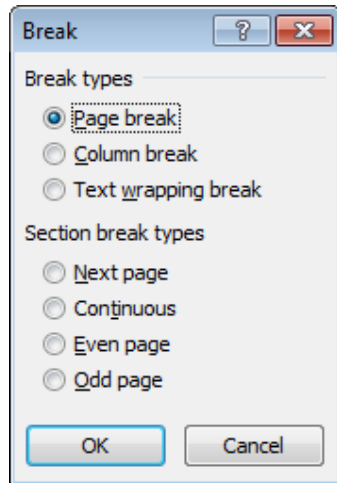 Break
Break types
Page break
Column break
Text wrapping break
Section break types
Next page
Continuous
Even page
Odd page
OK Cancel